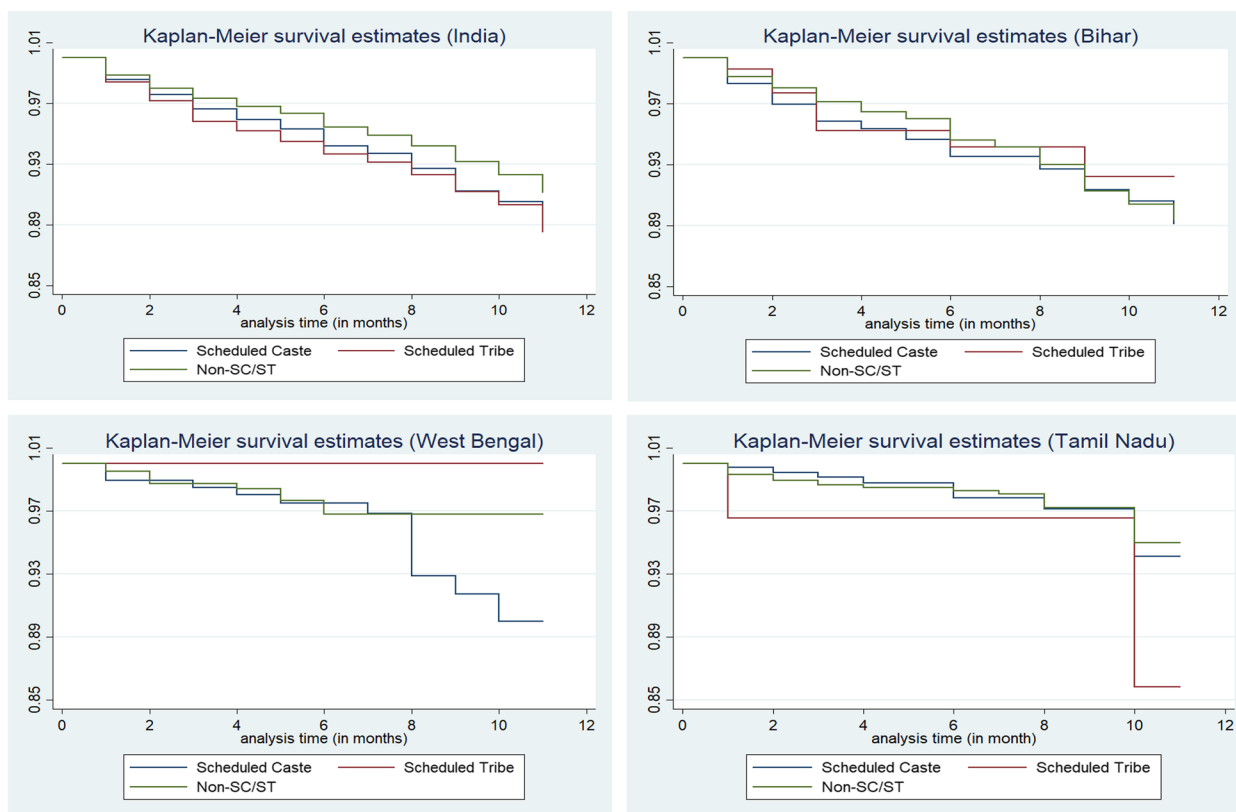 Kaplan-Meier survival estimates (India)
1.01
0.97
0.93
0.89
0.85
0 2 4 6 8 10 12
analysis time (in months)
Scheduled Caste Scheduled Tribe
Non-SC/ST
Kaplan-Meier survival estimates (Bihar)
1.01
0.97
0.93
0.89
0.85
0 2 4 6 8 10 12
analysis time (in months)
Scheduled Caste Scheduled Tribe
Non-SC/ST
Kaplan-Meier survival estimates (West Bengal)
1.01
0.97
0.93
0.89
0.85
0 2 4 6 8 10 12
analysis time (in months)
Scheduled Caste Scheduled Tribe
Non-SC/ST
Kaplan-Meier survival estimates (Tamil Nadu)
1.01
0.97
0.93
0.89
0.85
0 2 4 6 8 10 12
analysis time (in month)
Scheduled Caste Scheduled Tribe
Non-SC/ST